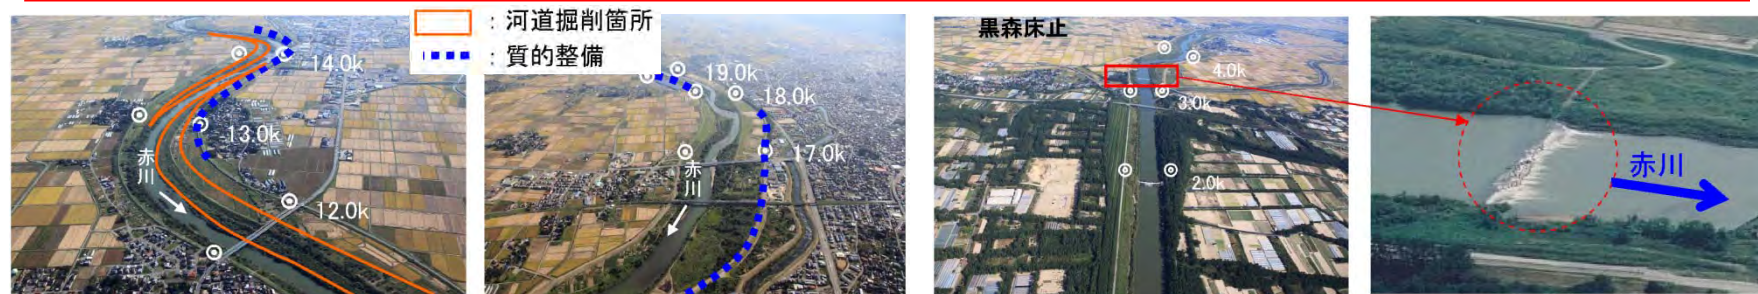 ：河道掘削箇所
：質的整備
14.0k
13.0k
赤川
12.0k
19.0k
18.0k
17.0k
赤川
黒森床止
4.0k
3.0k
2.0k
赤川